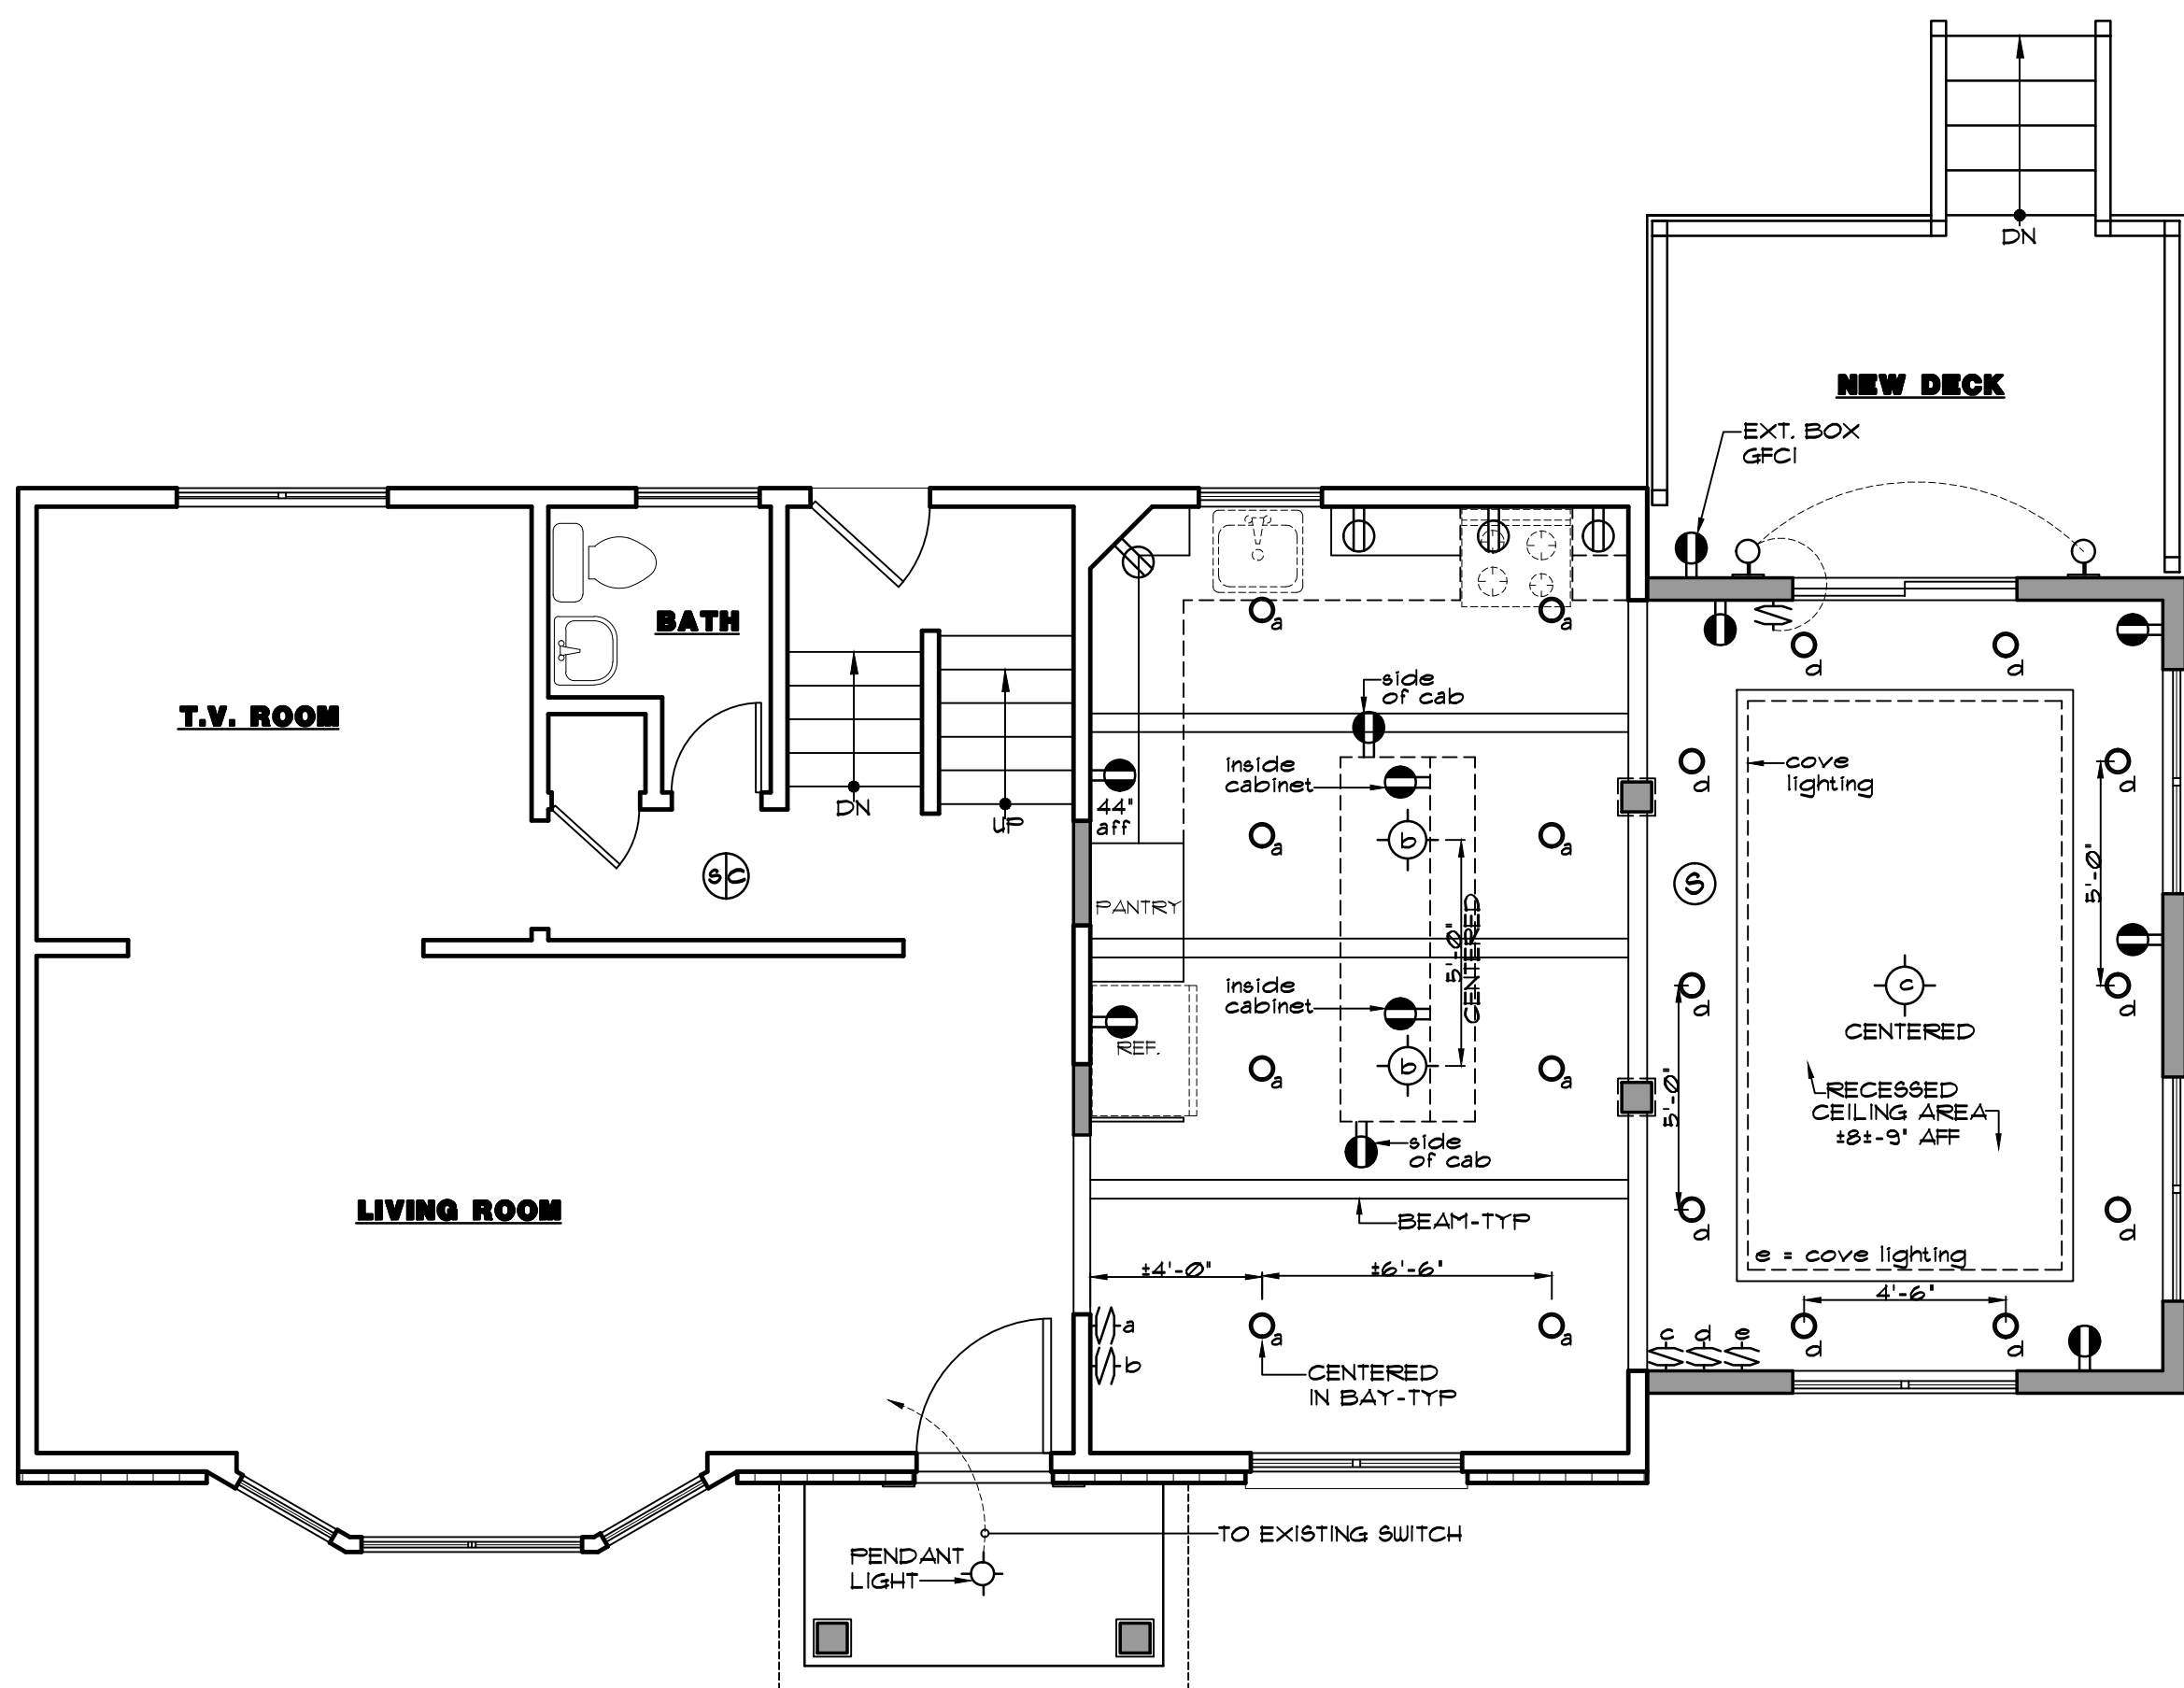 DN
NEW DECK
EXT. BOX
GFCI
BATH
a
a
d
d
side
of cab
T.V. ROOM
inside
cabinet
cove
lighting
d
d
44"
aff
DN
UP
b
a
a
5'-0"
SC
S
PANTRY
5'-0"
CENTERED
inside
cabinet
c
d
d
CENTERED
REF.
b
a
a
5'-0"
RECESSED
CEILING AREA
±8±-9" AFF
side
of cab
LIVING ROOM
BEAM-TYP
d
d
e = cove lighting
±4'-0"
±6'-6"
4'-6"
a
b
a
a
c d e
d
d
CENTERED
IN BAY-TYP
TO EXISTING SWITCH
PENDANT
LIGHT